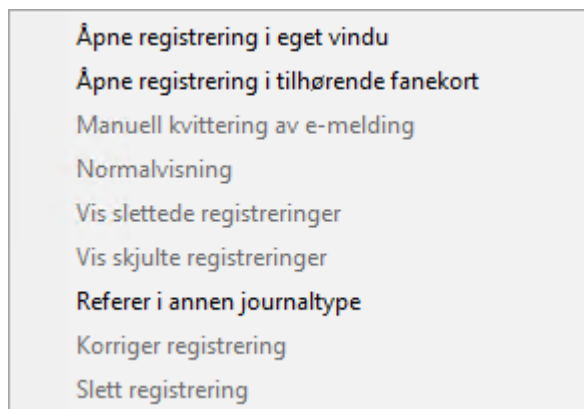 Åpne registrering i eget vindu
Åpne registrering i tilhørende fanekort
Manuell kvittering av e-melding
Normalvisning
Vis slettede registreringer
Vis skjulte registreringer
Referer i annen journaltype
Korriger registrering
Slett registrering